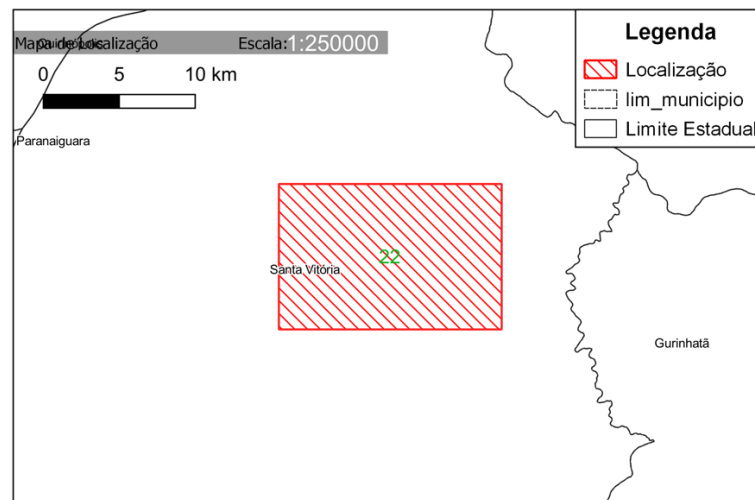 Mapa de Localização
Quirinópolis
Escala:1:250000
0 5 10 km
Paranaiguara
Legenda
Localização
lim_municipio
Limite Estadual
22
Santa Vitória
Gurinhatã